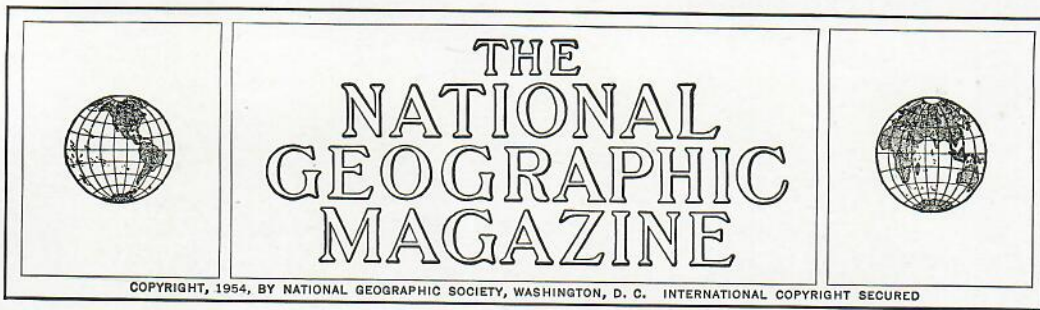 THE
NATIONAL
GEOGRAPHIC
MAGAZINE
COPYRIGHT, 1954, BY NATIONAL GEOGRAPHIC SOCIETY, WASHINGTON, D. C. INTERNATIONAL COPYRIGHT SECURED